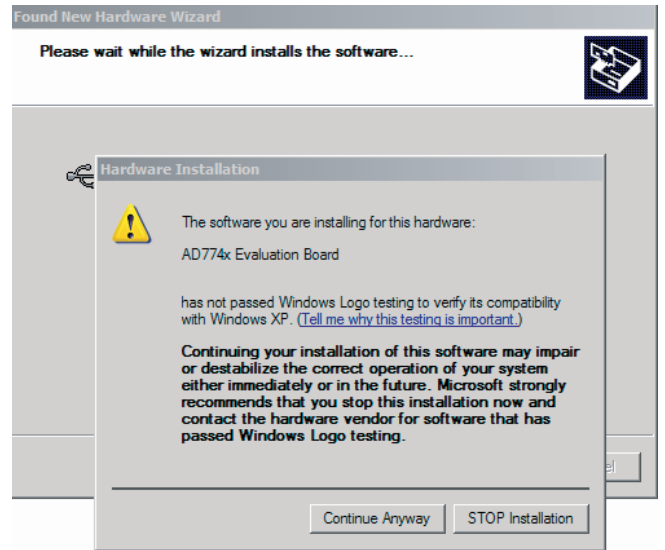 Found New Hardware Wizard
Please wait while the wizard installs the software...
Hardware Installation
The software you are installing for this hardware:
AD774x Evaluation Board
has not passed Windows Logo testing to verify its compatibility
with Windows XP. (Tell me why this testing is important.)
Continuing your installation of this software may impair
or destabilize the correct operation of your system
either immediately or in the future. Microsoft strongly
recommends that you stop this installation now and
contact the hardware vendor for software that has
passed Windows Logo testing.
Continue Anyway
STOP Installation